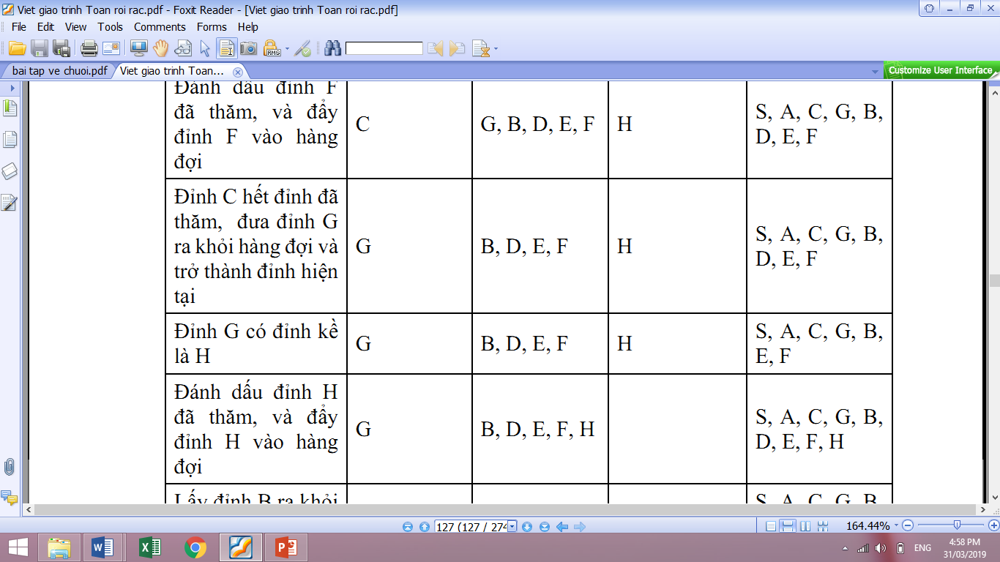 Viet giao trinh Toan roi rac.pdf - Foxit Reader - [Viet giao trinh Toan roi rac.pdf]
File Edit View Tools Comments Forms Help
RMS
bai tap ve chuoi.pdf
Viet giao trinh Toan...
Customize User Interface
Đánh dấu đỉnh F
đã thăm, và đẩy
đỉnh F vào hàng
đợi
C
G, B, D, E, F
H
S, A, C, G, B,
D, E, F
Đỉnh C hết đỉnh đã
thăm, đưa đỉnh G
ra khỏi hàng đợi và
trở thành đỉnh hiện
tại
G
B, D, E, F
H
S, A, C, G, B,
D, E, F
Đỉnh G có đỉnh kề
là H
G
B, D, E, F
H
S, A, C, G, B,
E, F
Đánh dấu đỉnh H
đã thăm, và đẩy
đỉnh H vào hàng
đợi
G
B, D, E, F, H
S, A, C, G, B,
D, E, F, H
Lấy đỉnh B ra khỏi
S, A, C, G, B,
127 (127 / 274
164.44%
ENG
4:58 PM
31/03/2019